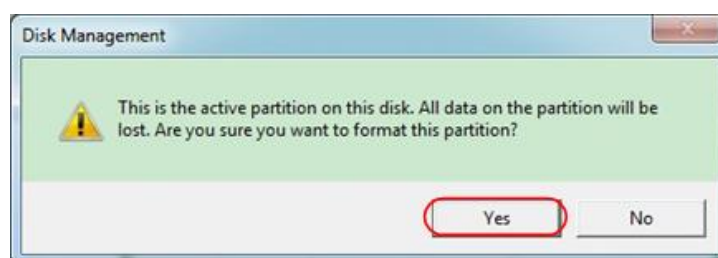 Disk Management
This is the active partition on this disk. All data on the partition will be
lost. Are you sure you want to format this partition?
Yes
No